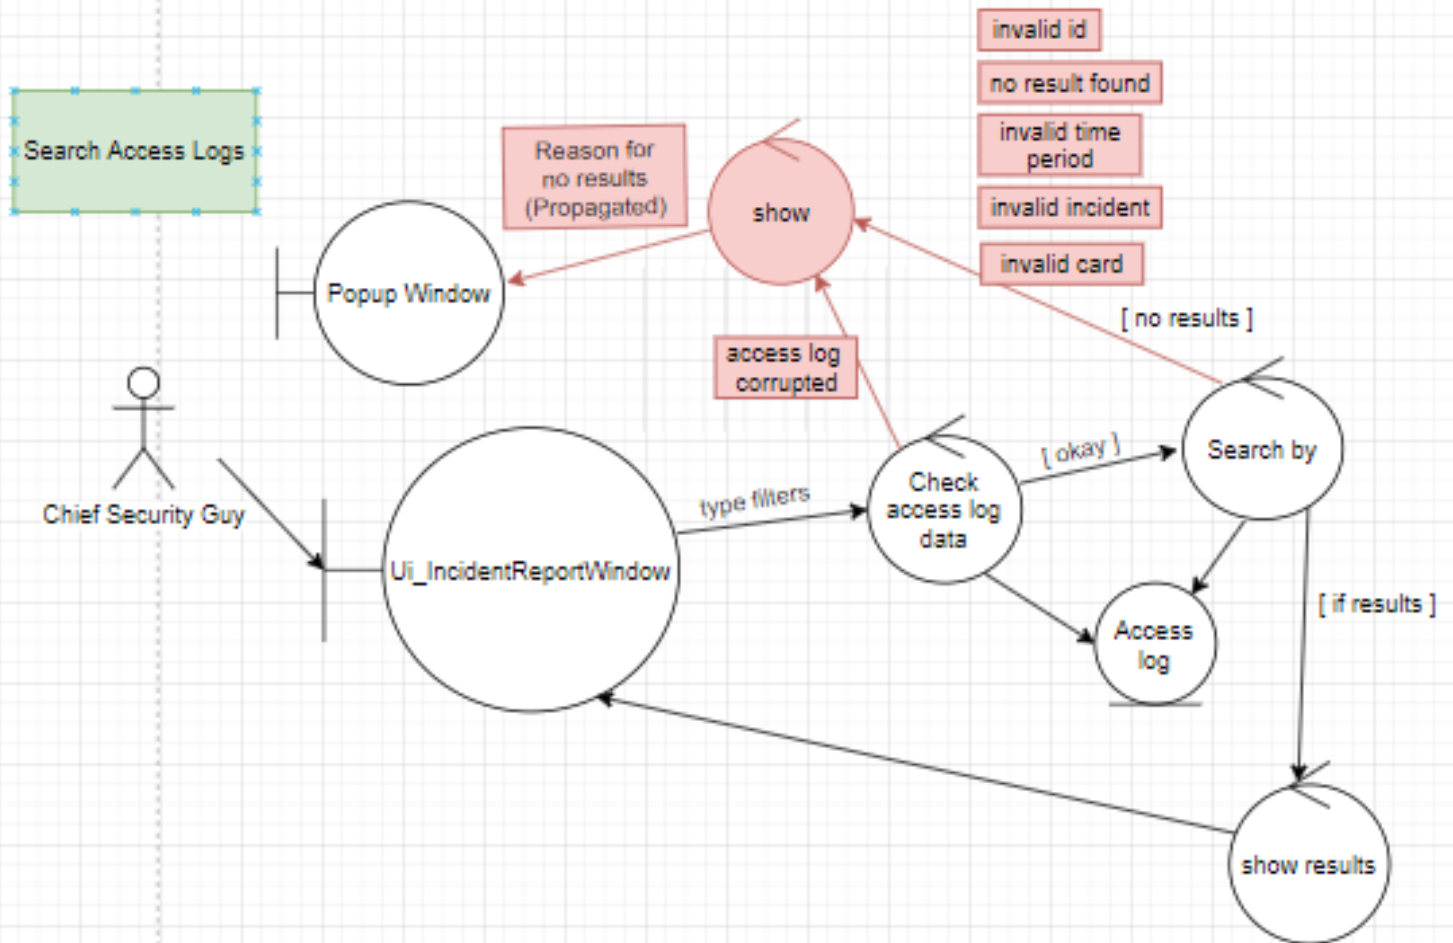 invalid id
no result found
invalid time
period
invalid incident
invalid card
Search Access Logs
Reason for
no results
(Propagated)
show
Popup Window
[ no results ]
access log
corrupted
Chief Security Guy
Ui_IncidentReportWindow
type filters
Check
access log
data
[ okay ]
Search by
Access
log
[ if results ]
show results